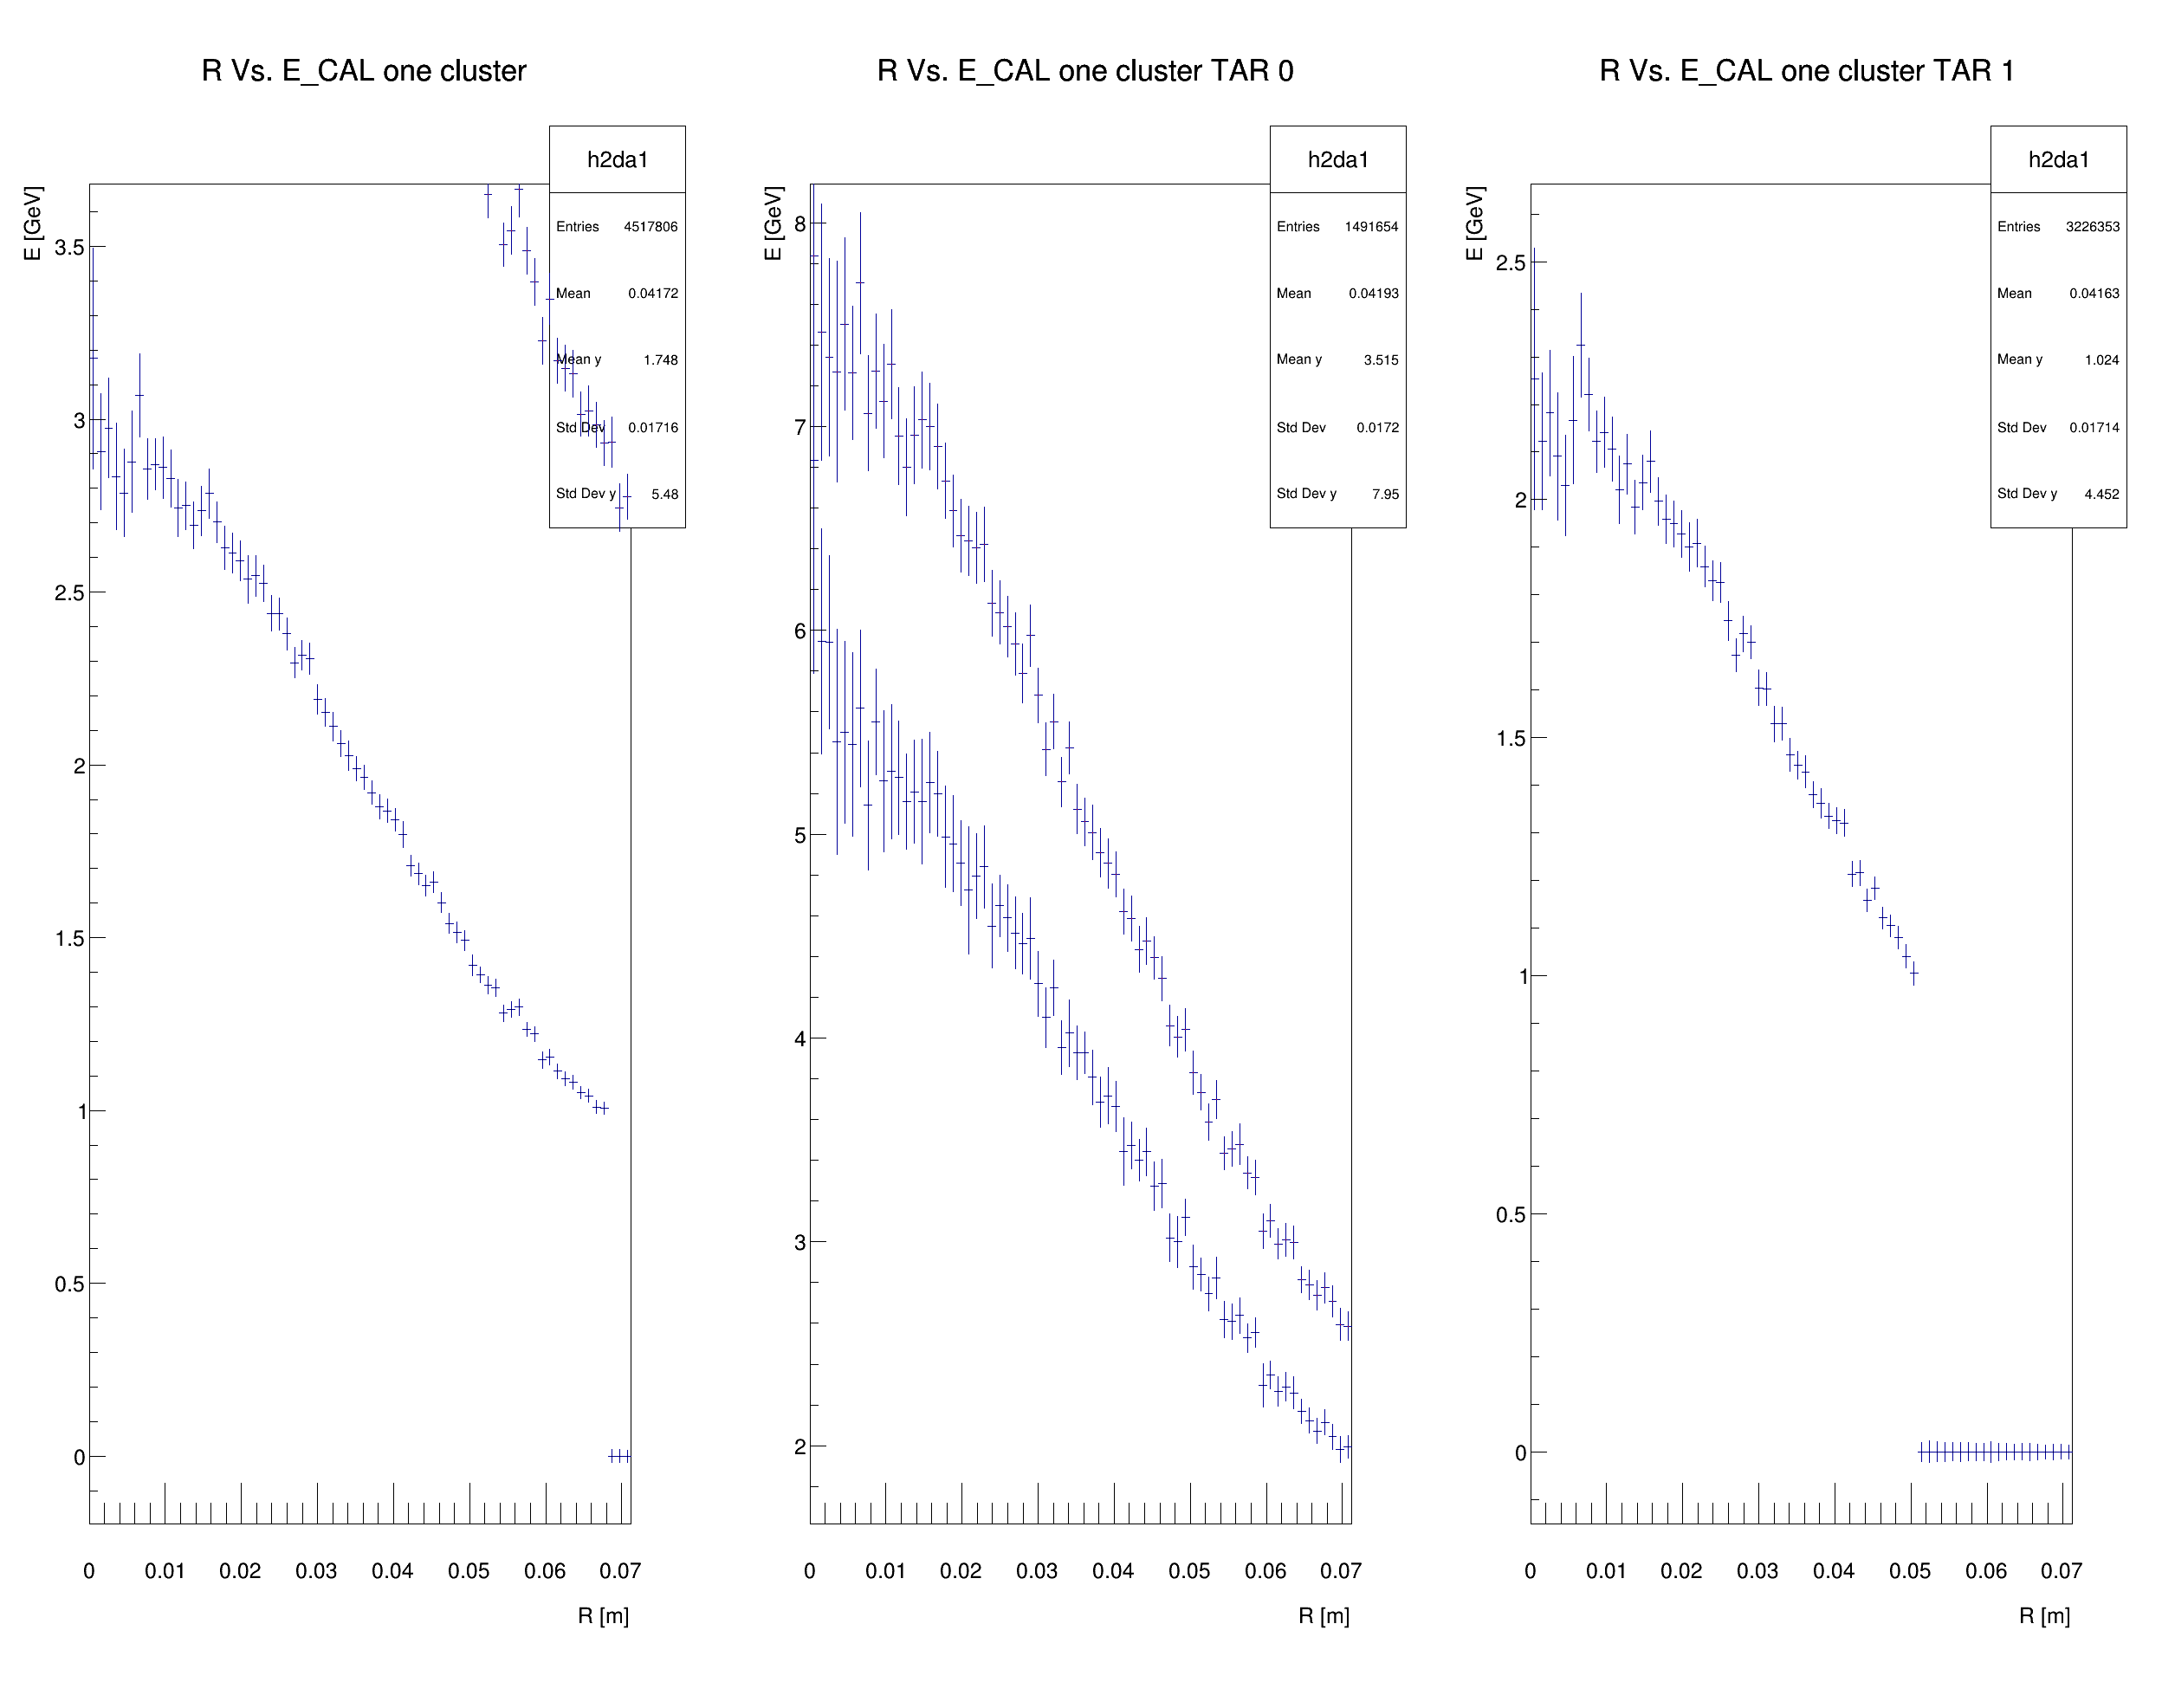 R Vs. E_CAL one cluster
h2da1
Entries 4517806
Mean 0.04172
Mean y 1.748
Std Dev 0.01716
Std Dev y 5.48
E [GeV]
3.5
3
2.5
2
1.5
1
0.5
0
0 0.01 0.02 0.03 0.04 0.05 0.06 0.07
R [m]
R Vs. E_CAL one cluster TAR 0
h2da1
Entries 1491654
Mean 0.04193
Mean y 3.515
Std Dev 0.0172
Std Dev y 7.95
E [GeV]
8
7
6
5
4
3
2
0 0.01 0.02 0.03 0.04 0.05 0.06 0.07
R [m]
R Vs. E_CAL one cluster TAR 1
h2da1
Entries 3226353
Mean 0.04163
Mean y 1.024
Std Dev 0.01714
Std Dev y 4.452
E [GeV]
2.5
2
1.5
1
0.5
0
0 0.01 0.02 0.03 0.04 0.05 0.06 0.07
R [m]